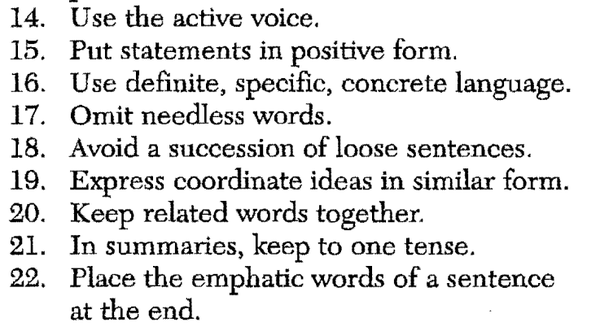 14. Use the active voice.
15. Put statements in positive form.
16. Use definite, specific, concrete language.
17. Omit needless words.
18. Avoid a succession of loose sentences.
19. Express coordinate ideas in similar form.
20. Keep related words together.
21. In summaries, keep to one tense.
22. Place the emphatic words of a sentence
at the end.